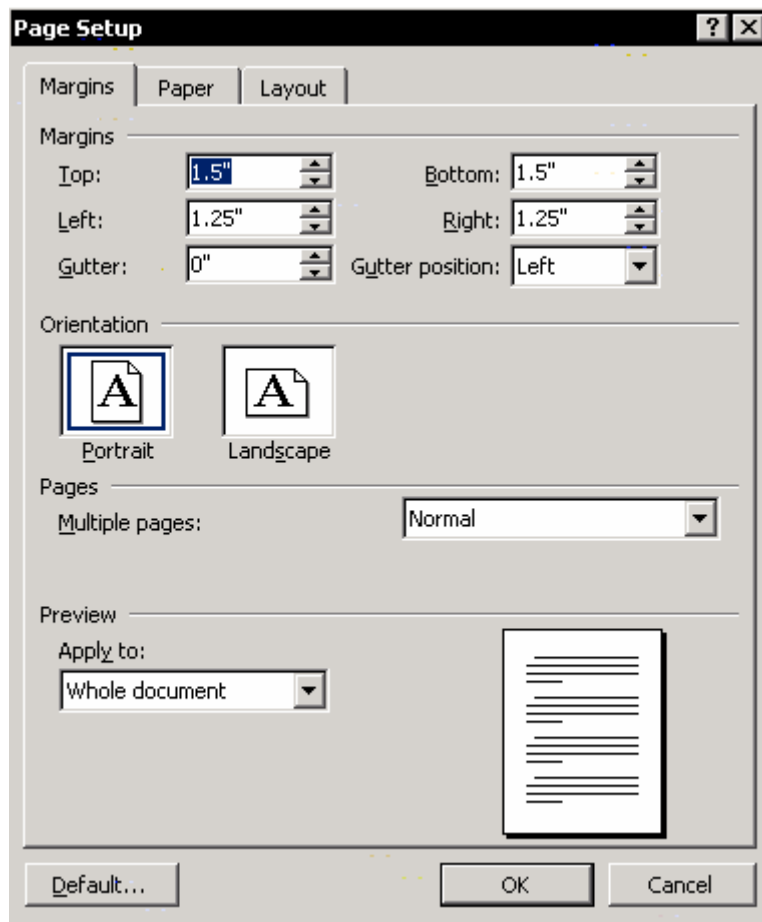 Page Setup
Margins Paper Layout
Margins
Top: 1.5" Bottom: 1.5"
Left: 1.25" Right: 1.25"
Gutter: 0" Gutter position: Left
Orientation
A A
Portrait Landscape
Pages
Multiple pages: Normal
Preview
Apply to:
Whole document
Default... OK Cancel